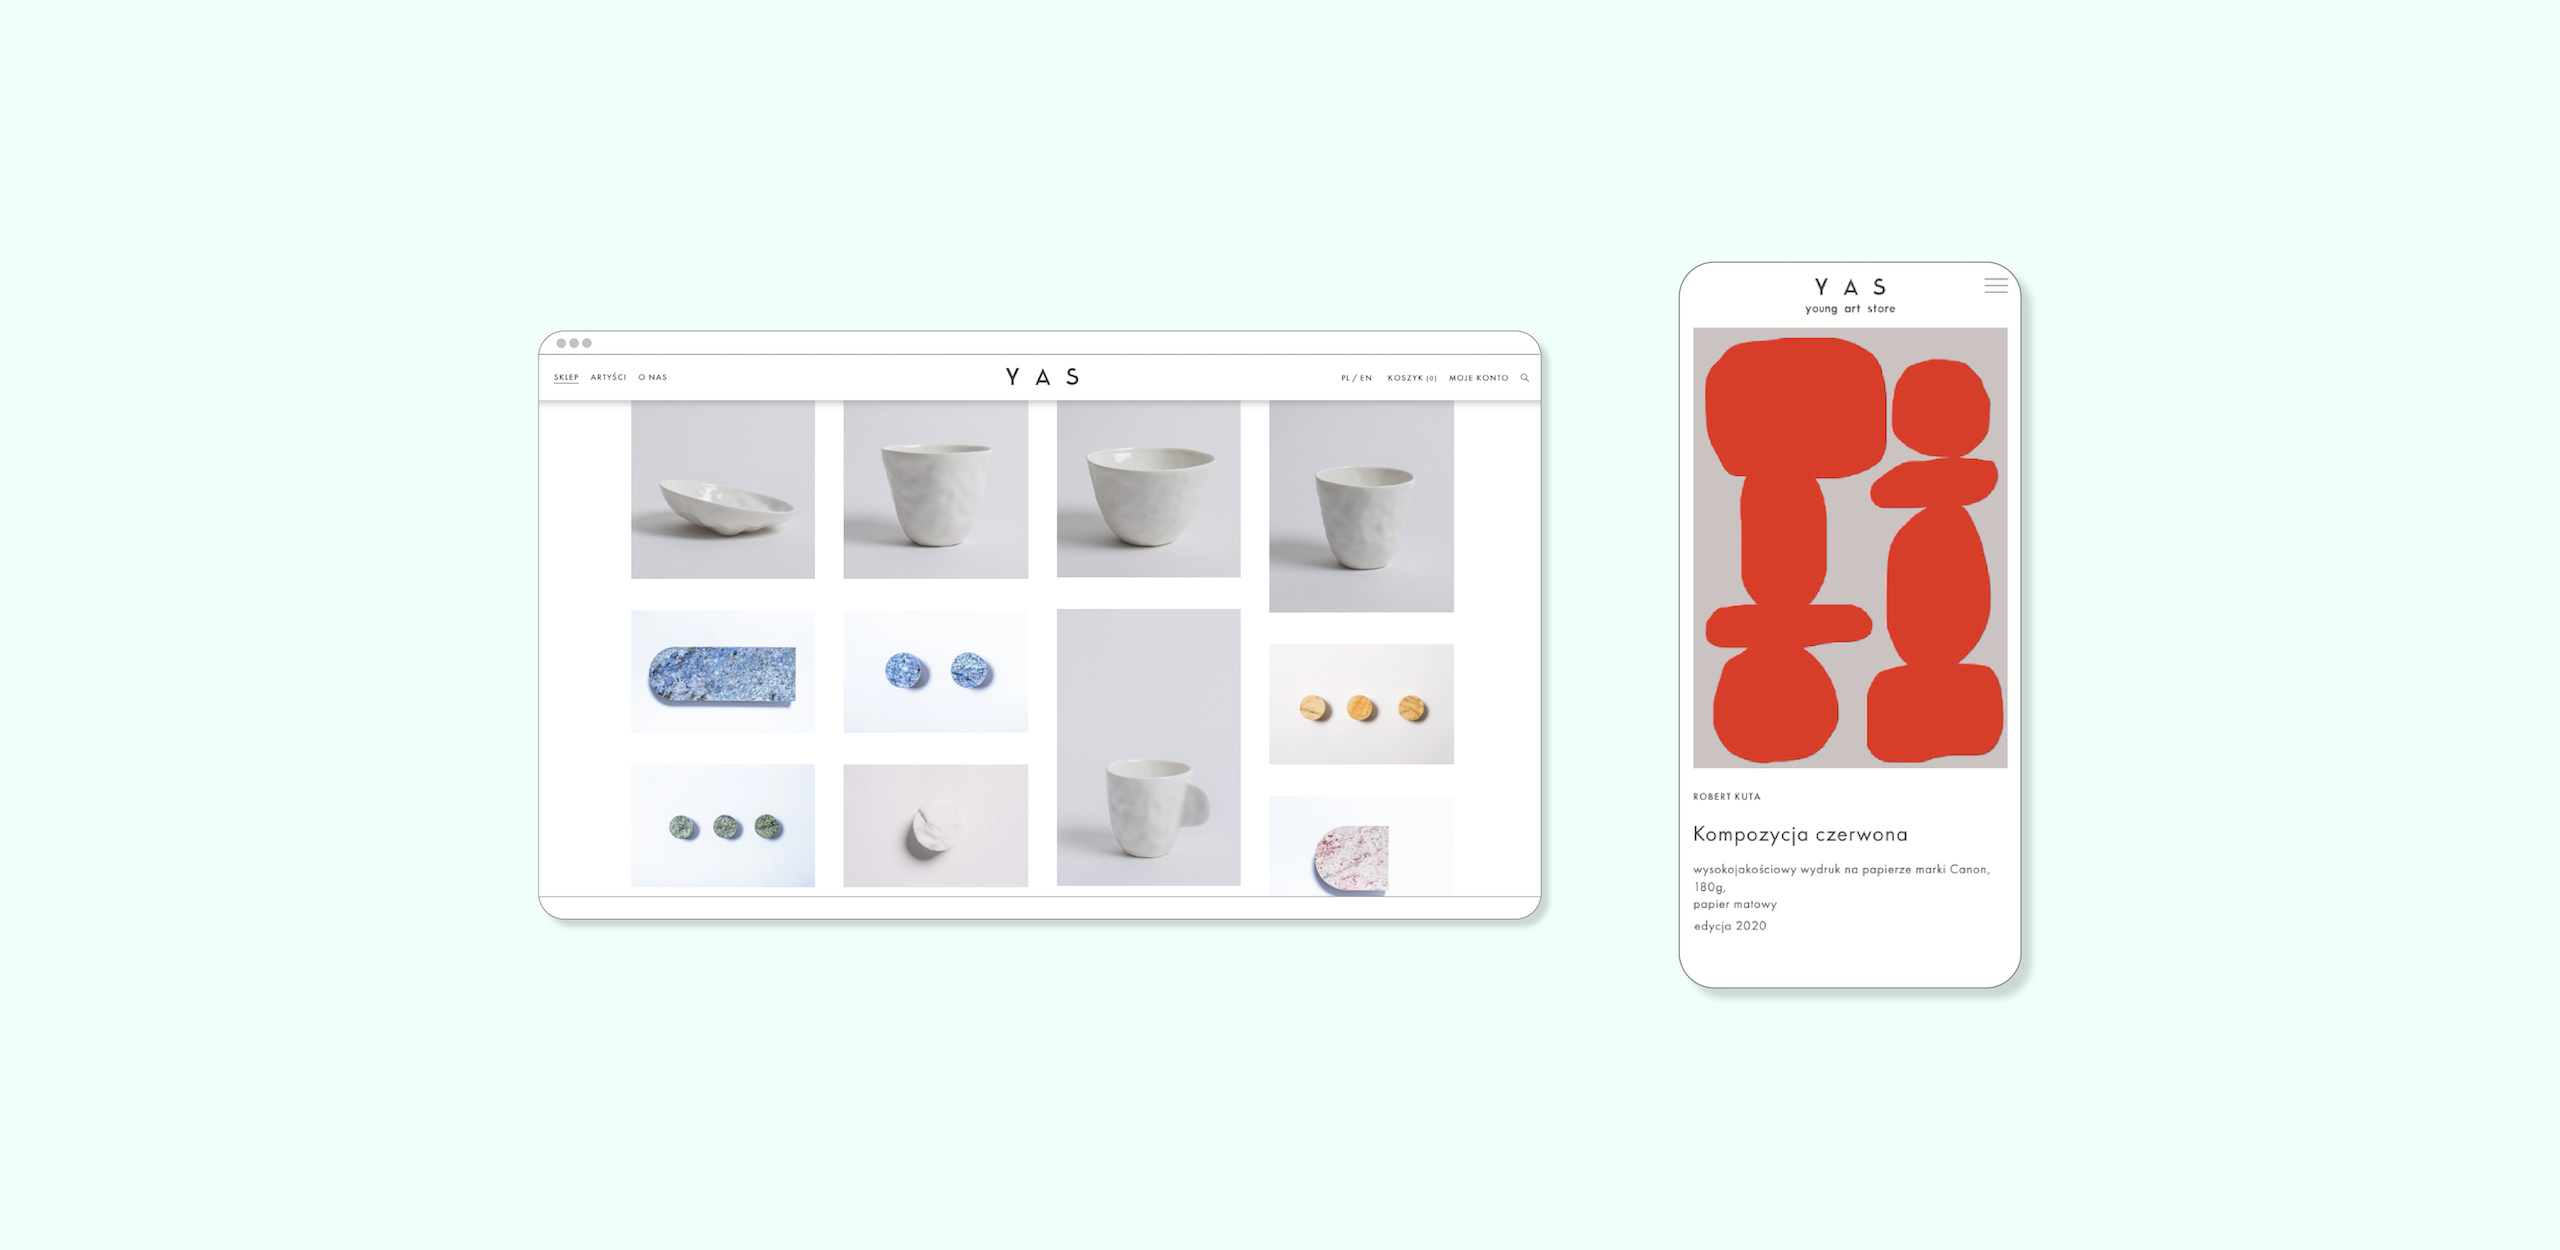 SKLEP ARTYŚCI O NAS
Y A S
PL / EN KOSZYK (0) MOJE KONTO
Y A S
young art store
ROBERT KUTA
Kompozycja czerwona
wysokojakościowy wydruk na papierze marki Canon,
180g,
papier matowy
edycja 2020